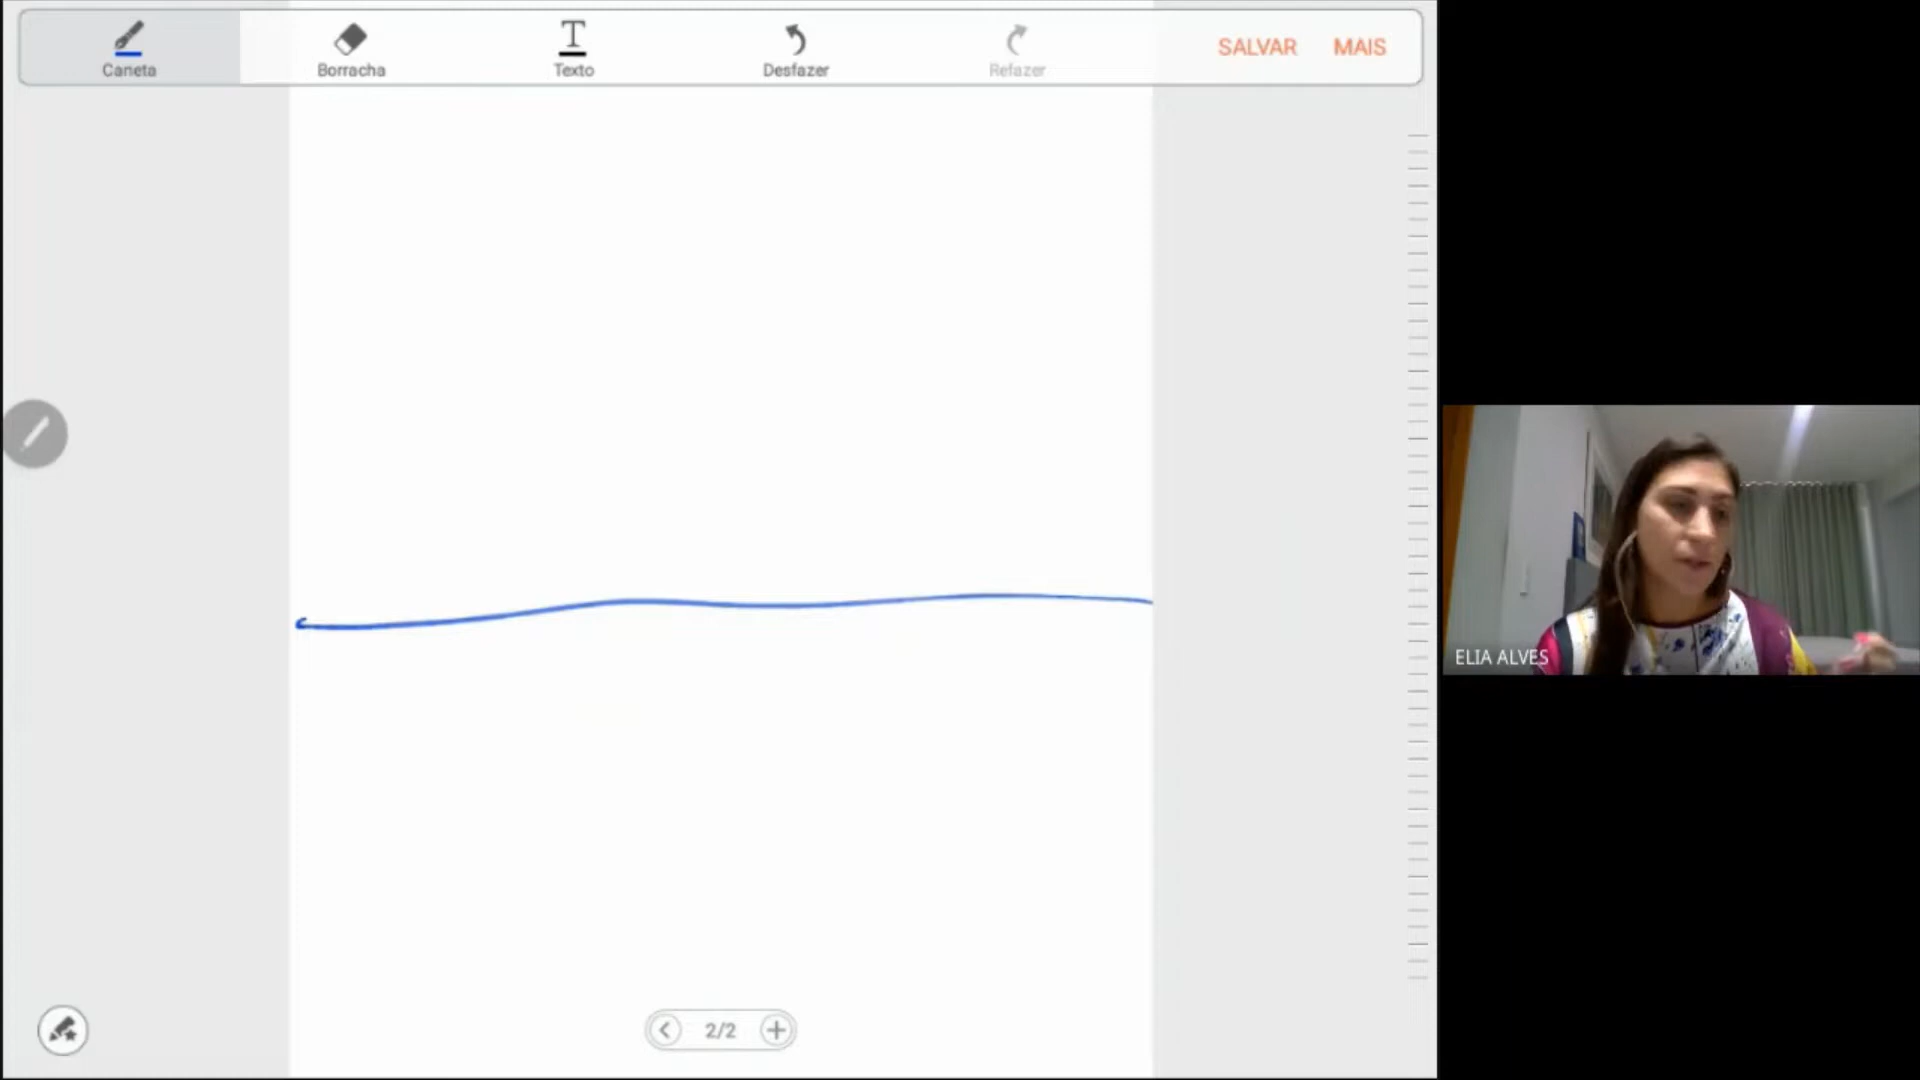 Caneta
Borracha
Texto
Desfazer
Refazer
SALVAR
MAIS
2/2
ELIA ALVES